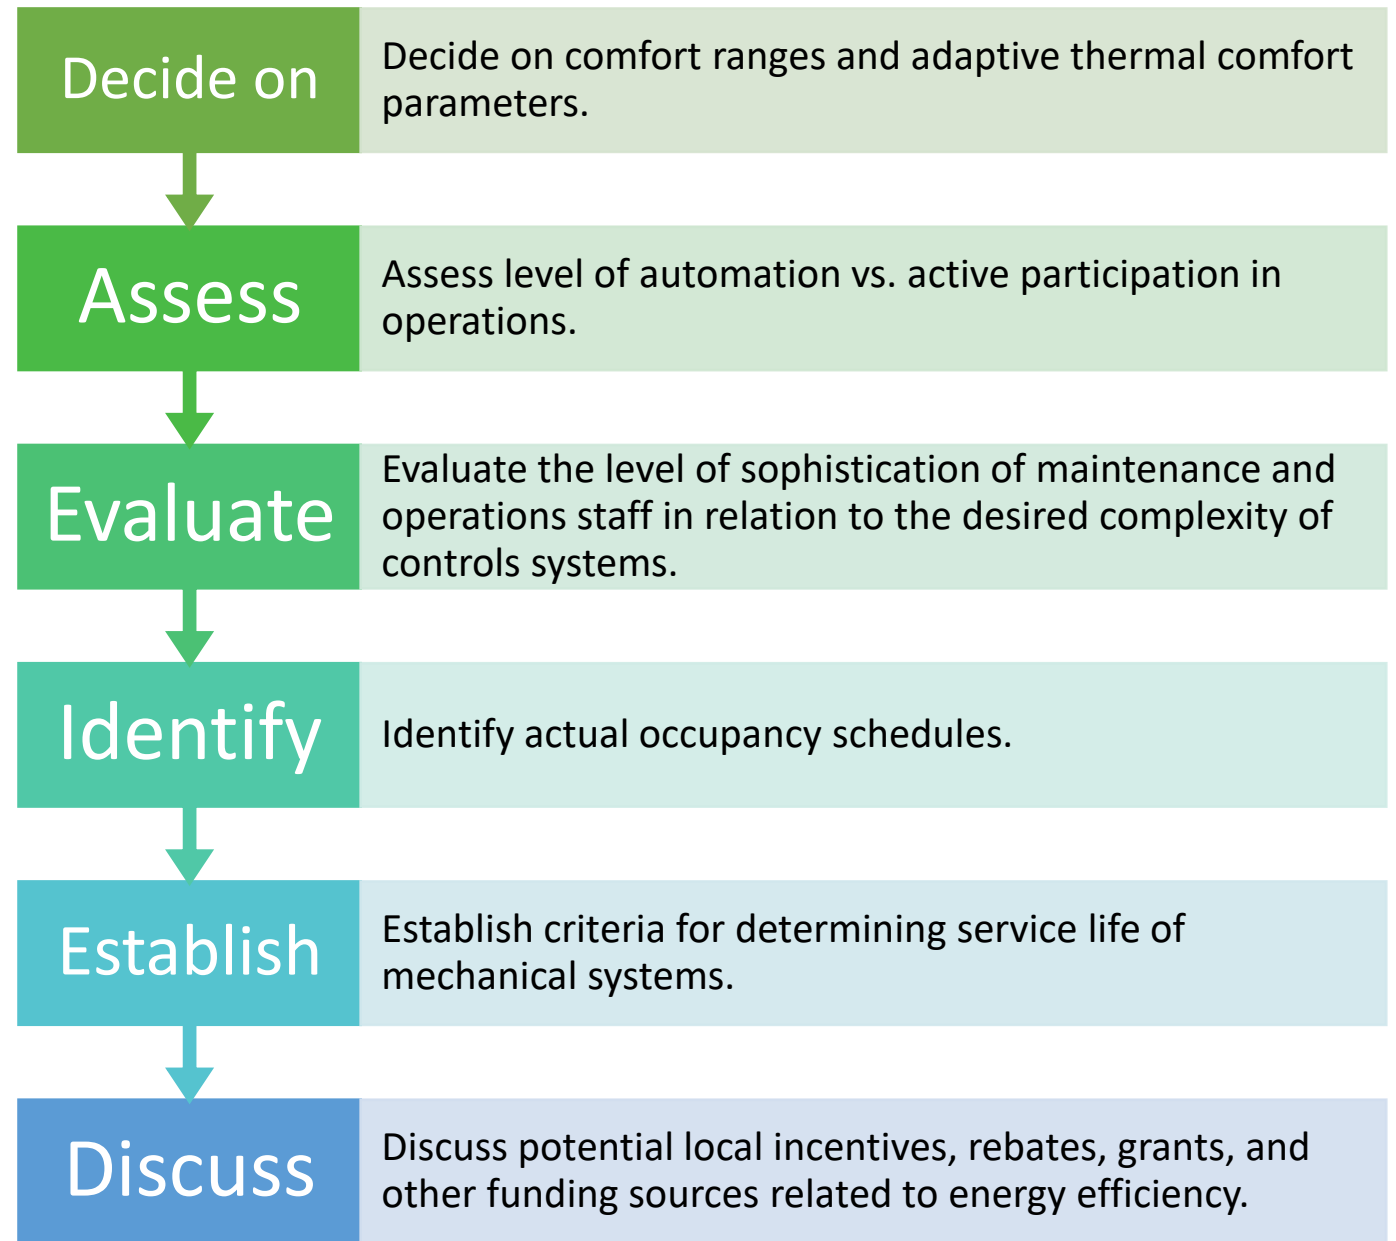 Decide on
Decide on comfort ranges and adaptive thermal comfort
parameters.
Assess
Assess level of automation vs. active participation in
operations.
Evaluate
Evaluate the level of sophistication of maintenance and
operations staff in relation to the desired complexity of
controls systems.
Identify
Identify actual occupancy schedules.
Establish
Establish criteria for determining service life of
mechanical systems.
Discuss
Discuss potential local incentives, rebates, grants, and
other funding sources related to energy efficiency.